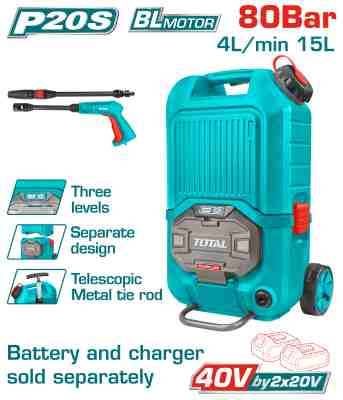 P20S BL MOTOR 80Bar
4L/min 15L
Three
levels
Separate
design
TOTAL
Telescopic
Metal tie rod
Battery and charger
sold separately
40V by 2x20V